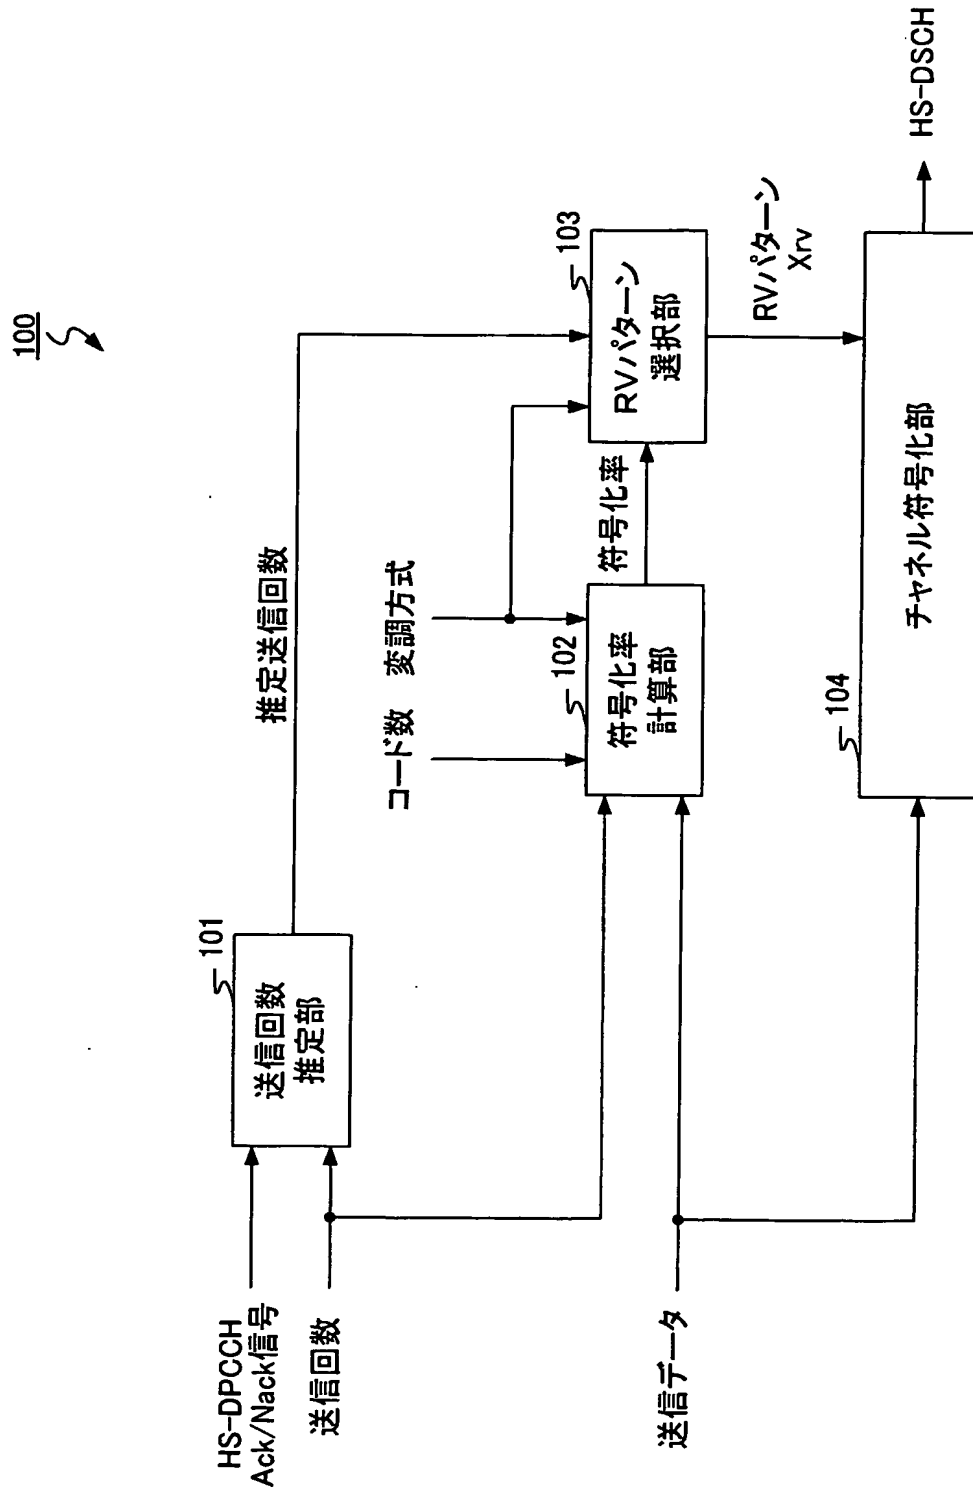 100
HS-DPCCH
Ack/Nack信号
送信回数
101
送信回数
推定部
推定送信回数
コード数
変調方式
102
符号化率
計算部
符号化率
103
RVパターン
選択部
RVパターン
Xrv
送信データ
104
チャネル符号化部
HS-DSCH